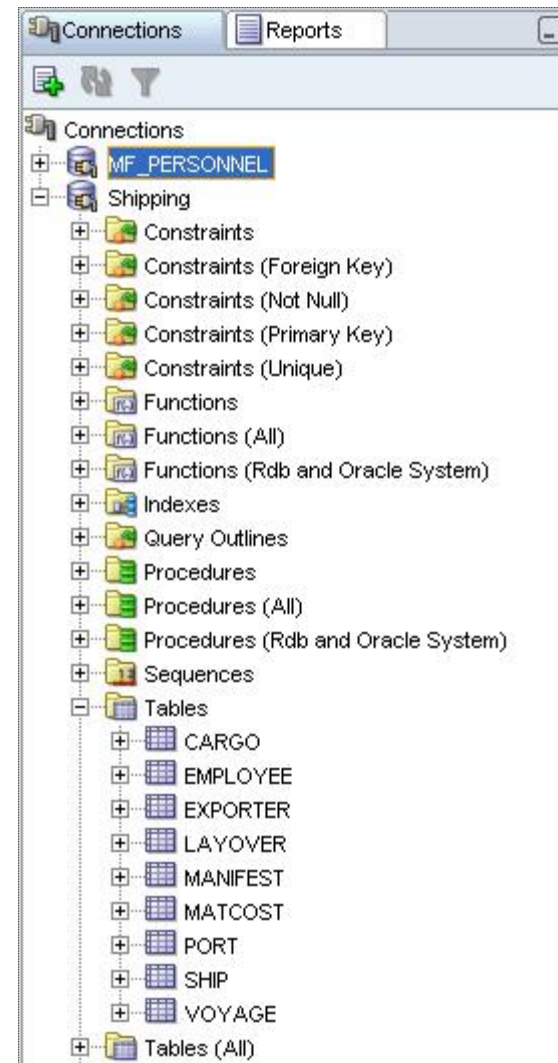 Connections
Reports
Connections
MF_PERSONNEL
Shipping
Constraints
Constraints (Foreign Key)
Constraints (Not Null)
Constraints (Primary Key)
Constraints (Unique)
Functions
Functions (All)
Functions (Rdb and Oracle System)
Indexes
Query Outlines
Procedures
Procedures (All)
Procedures (Rdb and Oracle System)
Sequences
Tables
CARGO
EMPLOYEE
EXPORTER
LAYOVER
MANIFEST
MATCOST
PORT
SHIP
VOYAGE
Tables (All)